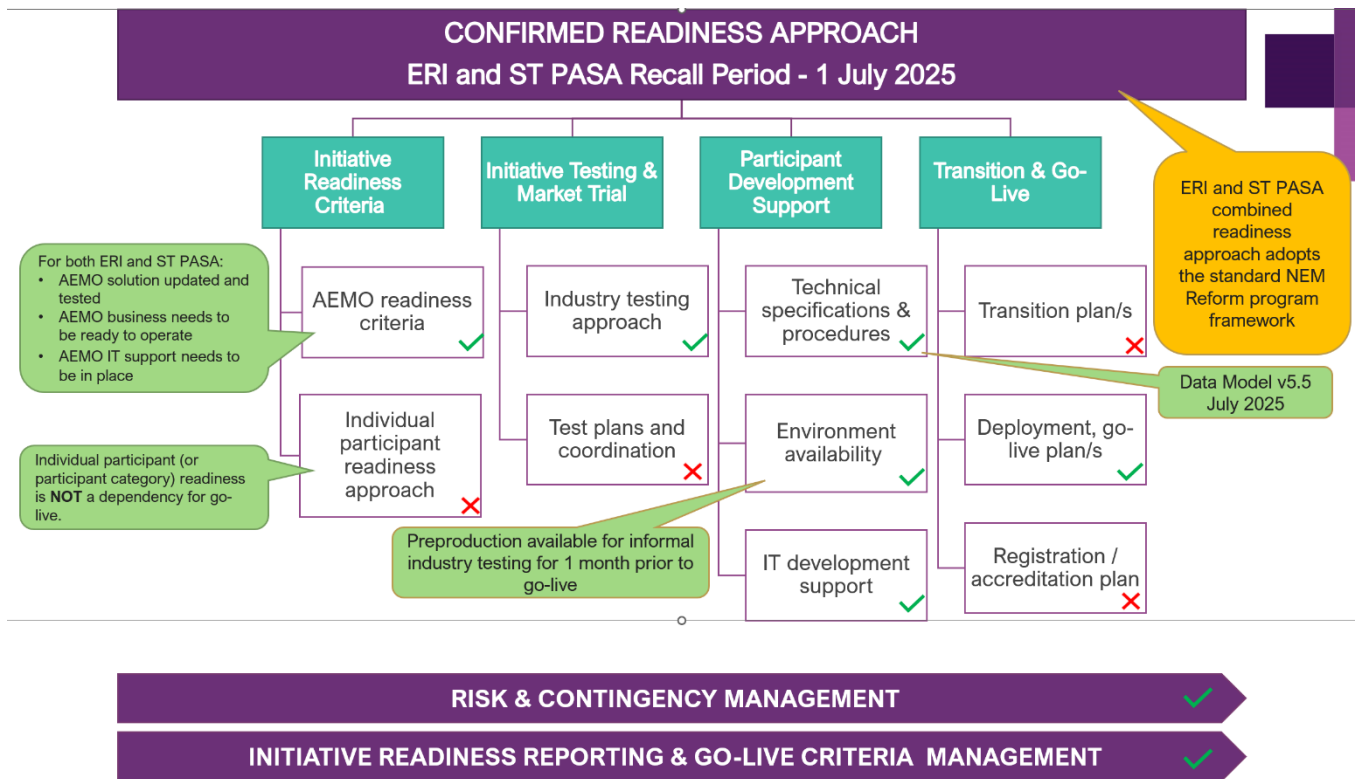 CONFIRMED READINESS APPROACH
ERI and ST PASA Recall Period - 1 July 2025
Initiative
Readiness
Criteria
Initiative Testing &
Market Trial
Participant
Development
Support
Transition & Go-
Live
ERI and ST PASA
combined
readiness
approach adopts
the standard NEM
Reform program
framework
For both ERI and ST PASA:
• AEMO solution updated and
tested
• AEMO business needs to
be ready to operate
• AEMO IT support needs to
be in place
AEMO readiness
criteria
Industry testing
approach
Technical
specifications &
procedures
Transition plan/s
Data Model v5.5
July 2025
Individual participant (or
participant category) readiness
is NOT a dependency for go-
live.
Individual
participant
readiness
approach
Test plans and
coordination
Environment
availability
Deployment, go-
live plan/s
Preproduction available for informal
industry testing for 1 month prior to
go-live
IT development
support
Registration /
accreditation plan
RISK & CONTINGENCY MANAGEMENT
INITIATIVE READINESS REPORTING & GO-LIVE CRITERIA MANAGEMENT